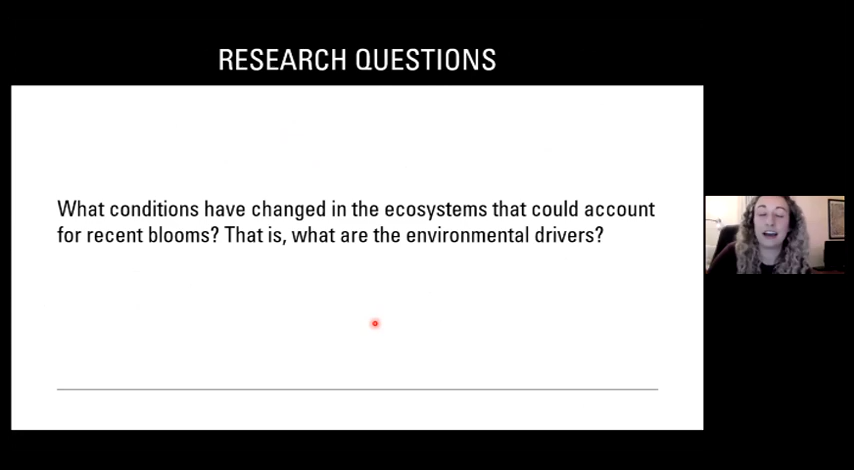 RESEARCH QUESTIONS
What conditions have changed in the ecosystems that could account
for recent blooms? That is, what are the environmental drivers?